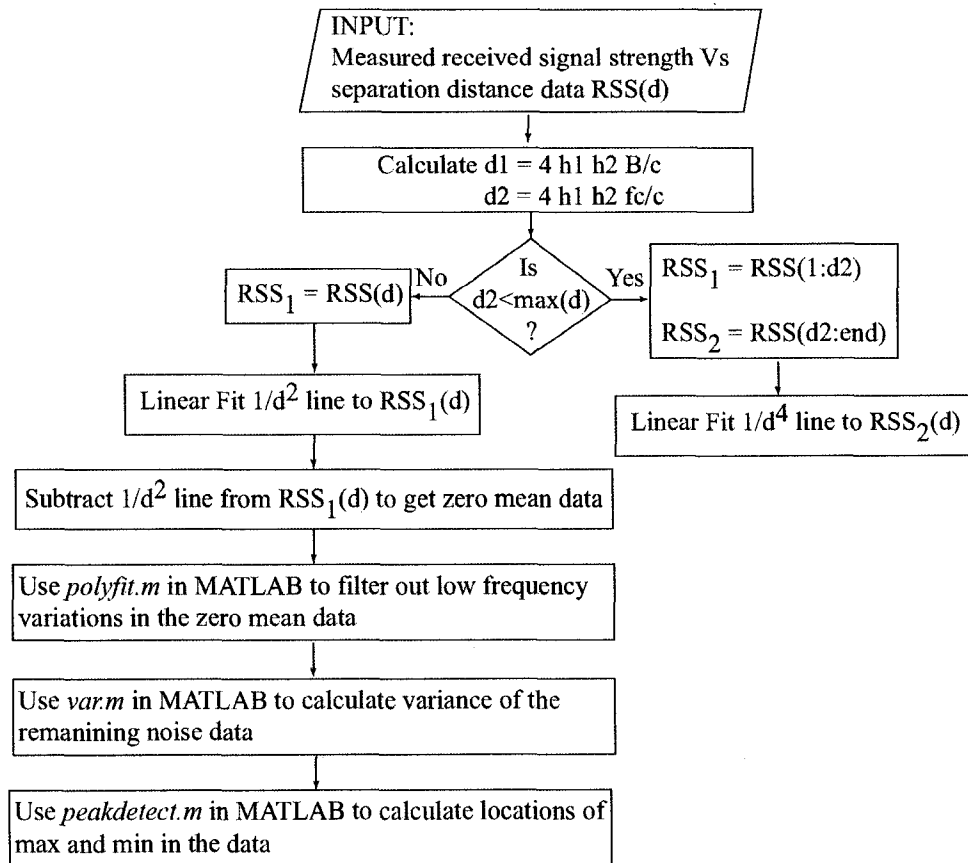 INPUT:
Measured received signal strength Vs
separation distance data RSS(d)
Calculate d1 = 4 h1 h2 B/c
d2 = 4 h1 h2 fc/c
Is
d2<max(d)
?
No
Yes
RSS₁ = RSS(d)
RSS₁ = RSS(1:d2)
RSS₂ = RSS(d2:end)
Linear Fit 1/d² line to RSS₁(d)
Linear Fit 1/d⁴ line to RSS₂(d)
Subtract 1/d² line from RSS₁(d) to get zero mean data
Use polyfit.m in MATLAB to filter out low frequency
variations in the zero mean data
Use var.m in MATLAB to calculate variance of the
remanining noise data
Use peakdetect.m in MATLAB to calculate locations of
max and min in the data